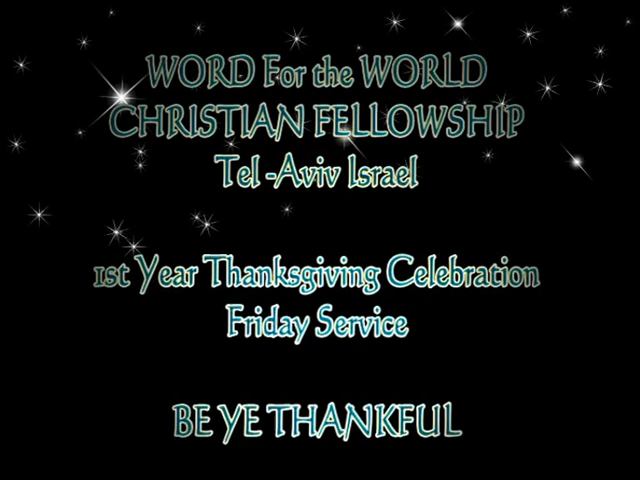 WORD For the WORLD
CHRISTIAN FELLOWSHIP
Tel -Aviv Israel
1st Year Thanksgiving Celebration
Friday Service
BE YE THANKFUL